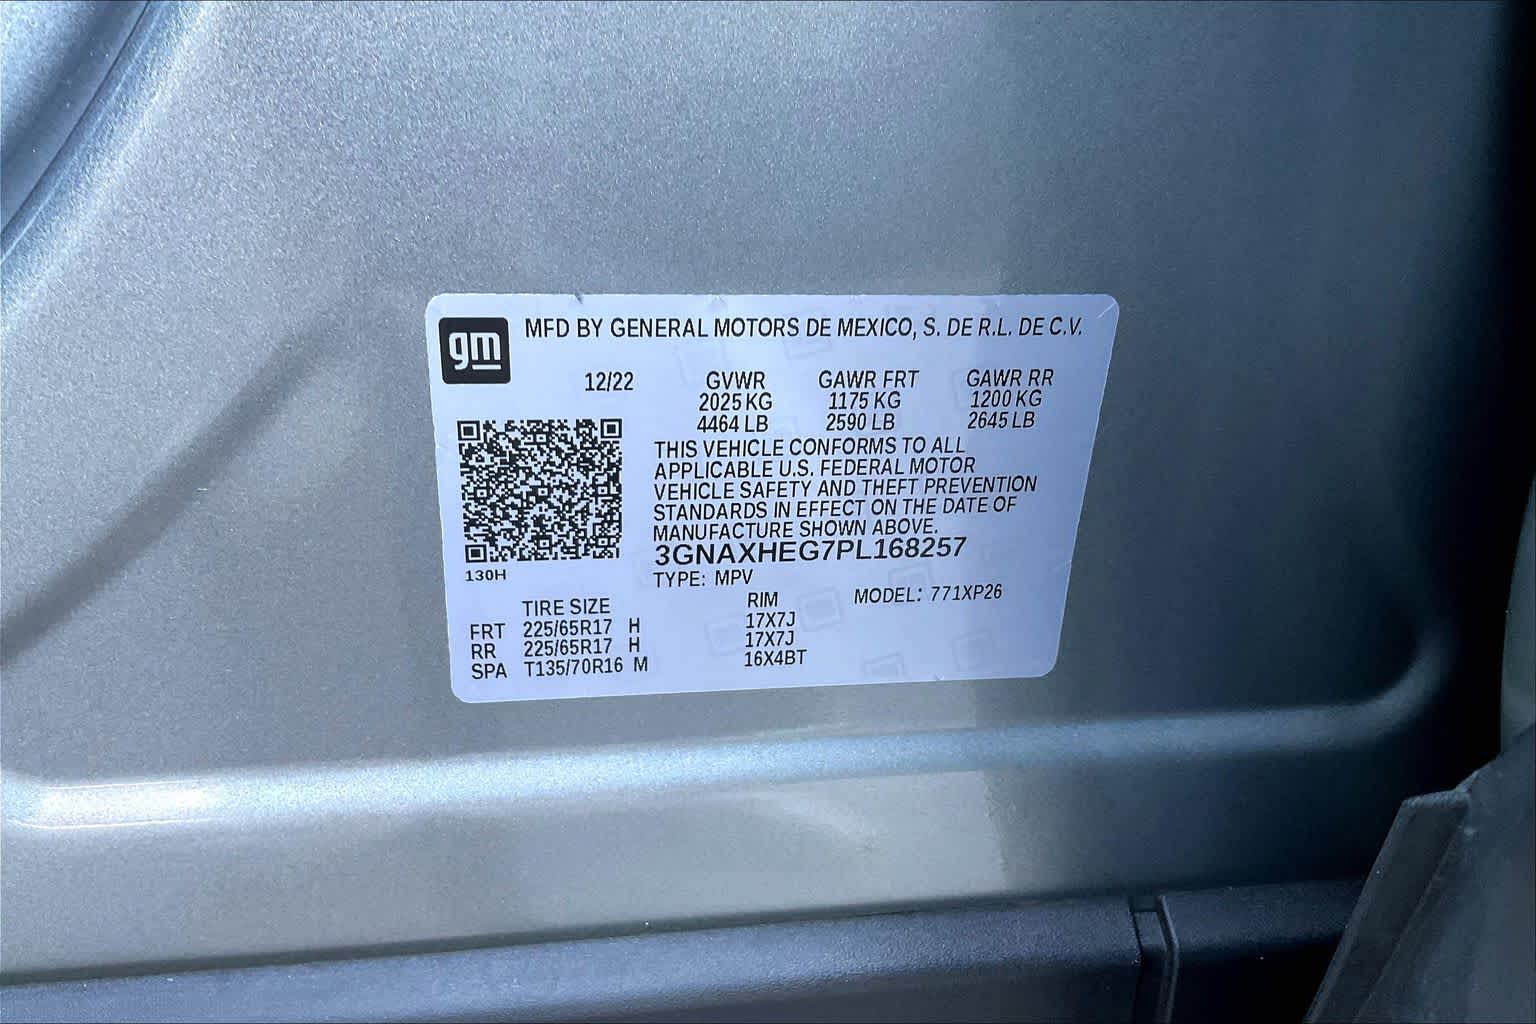 gm
MFD BY GENERAL MOTORS DE MEXICO, S. DE R.L. DE C.V.
12/22 GVWR GAWR FRT GAWR RR
2025 KG 1175 KG 1200 KG
4464 LB 2590 LB 2645 LB
THIS VEHICLE CONFORMS TO ALL
APPLICABLE U.S. FEDERAL MOTOR
VEHICLE SAFETY AND THEFT PREVENTION
STANDARDS IN EFFECT ON THE DATE OF
MANUFACTURE SHOWN ABOVE.
3GNAXHEG7PL168257
130H
TYPE: MPV MODEL: 771XP26
TIRE SIZE RIM
FRT 225/65R17 H 17X7J
RR 225/65R17 H 17X7J
SPA T135/70R16 M 16X4BT